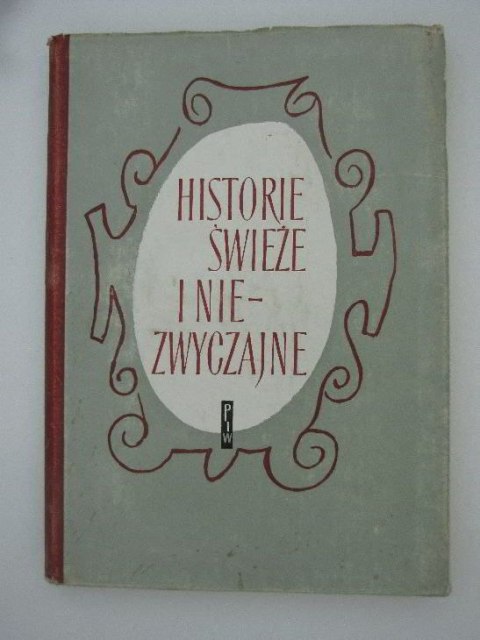 HISTORIE
ŚWIEŻE
I NIE-
ZWYCZAJNE
PIW